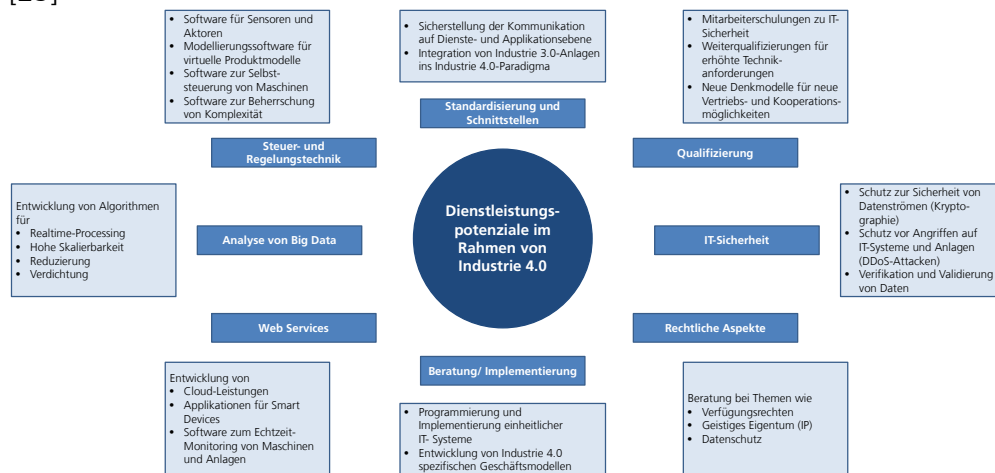 • Software für Sensoren und
Aktoren
• Modellierungssoftware für
virtuelle Produktmodelle
• Software zur Selbst-
steuerung von Maschinen
• Software zur Beherrschung
von Komplexität
• Sicherstellung der Kommunikation
auf Dienste- und Applikationsebene
• Integration von Industrie 3.0-Anlagen
ins Industrie 4.0-Paradigma
• Mitarbeiterschulungen zu IT-
Sicherheit
• Weiterqualifizierungen für
erhöhte Technik-
anforderungen
• Neue Denkmodelle für neue
Vertriebs- und Kooperations-
möglichkeiten
Standardisierung und
Schnittstellen
Steuer- und
Regelungstechnik
Qualifizierung
Entwicklung von Algorithmen
für
• Realtime-Processing
• Hohe Skalierbarkeit
• Reduzierung
• Verdichtung
Analyse von Big Data
Dienstleistungs-
potenziale im
Rahmen von
Industrie 4.0
IT-Sicherheit
• Schutz zur Sicherheit von
Datenströmen (Krypto-
graphie)
• Schutz vor Angriffen auf
IT-Systeme und Anlagen
(DDoS-Attacken)
• Verifikation und Validierung
von Daten
Web Services
Rechtliche Aspekte
Beratung/ Implementierung
Entwicklung von
• Cloud-Leistungen
• Applikationen für Smart
Devices
• Software zum Echtzeit-
Monitoring von Maschinen
und Anlagen
• Programmierung und
Implementierung einheitlicher
IT- Systeme
• Entwicklung von Industrie 4.0
spezifischen Geschäftsmodellen
Beratung bei Themen wie
• Verfügungsrechten
• Geistiges Eigentum (IP)
• Datenschutz